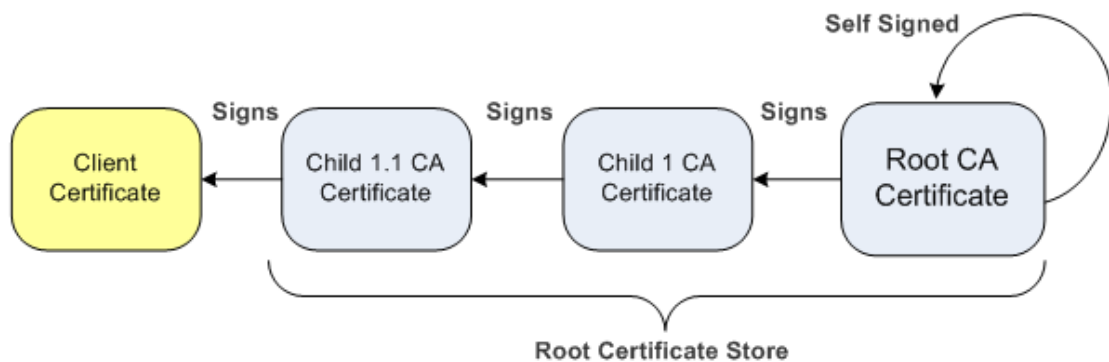 Self Signed
Signs
Signs
Signs
Client
Certificate
Child 1.1 CA
Certificate
Child 1 CA
Certificate
Root CA
Certificate
Root Certificate Store